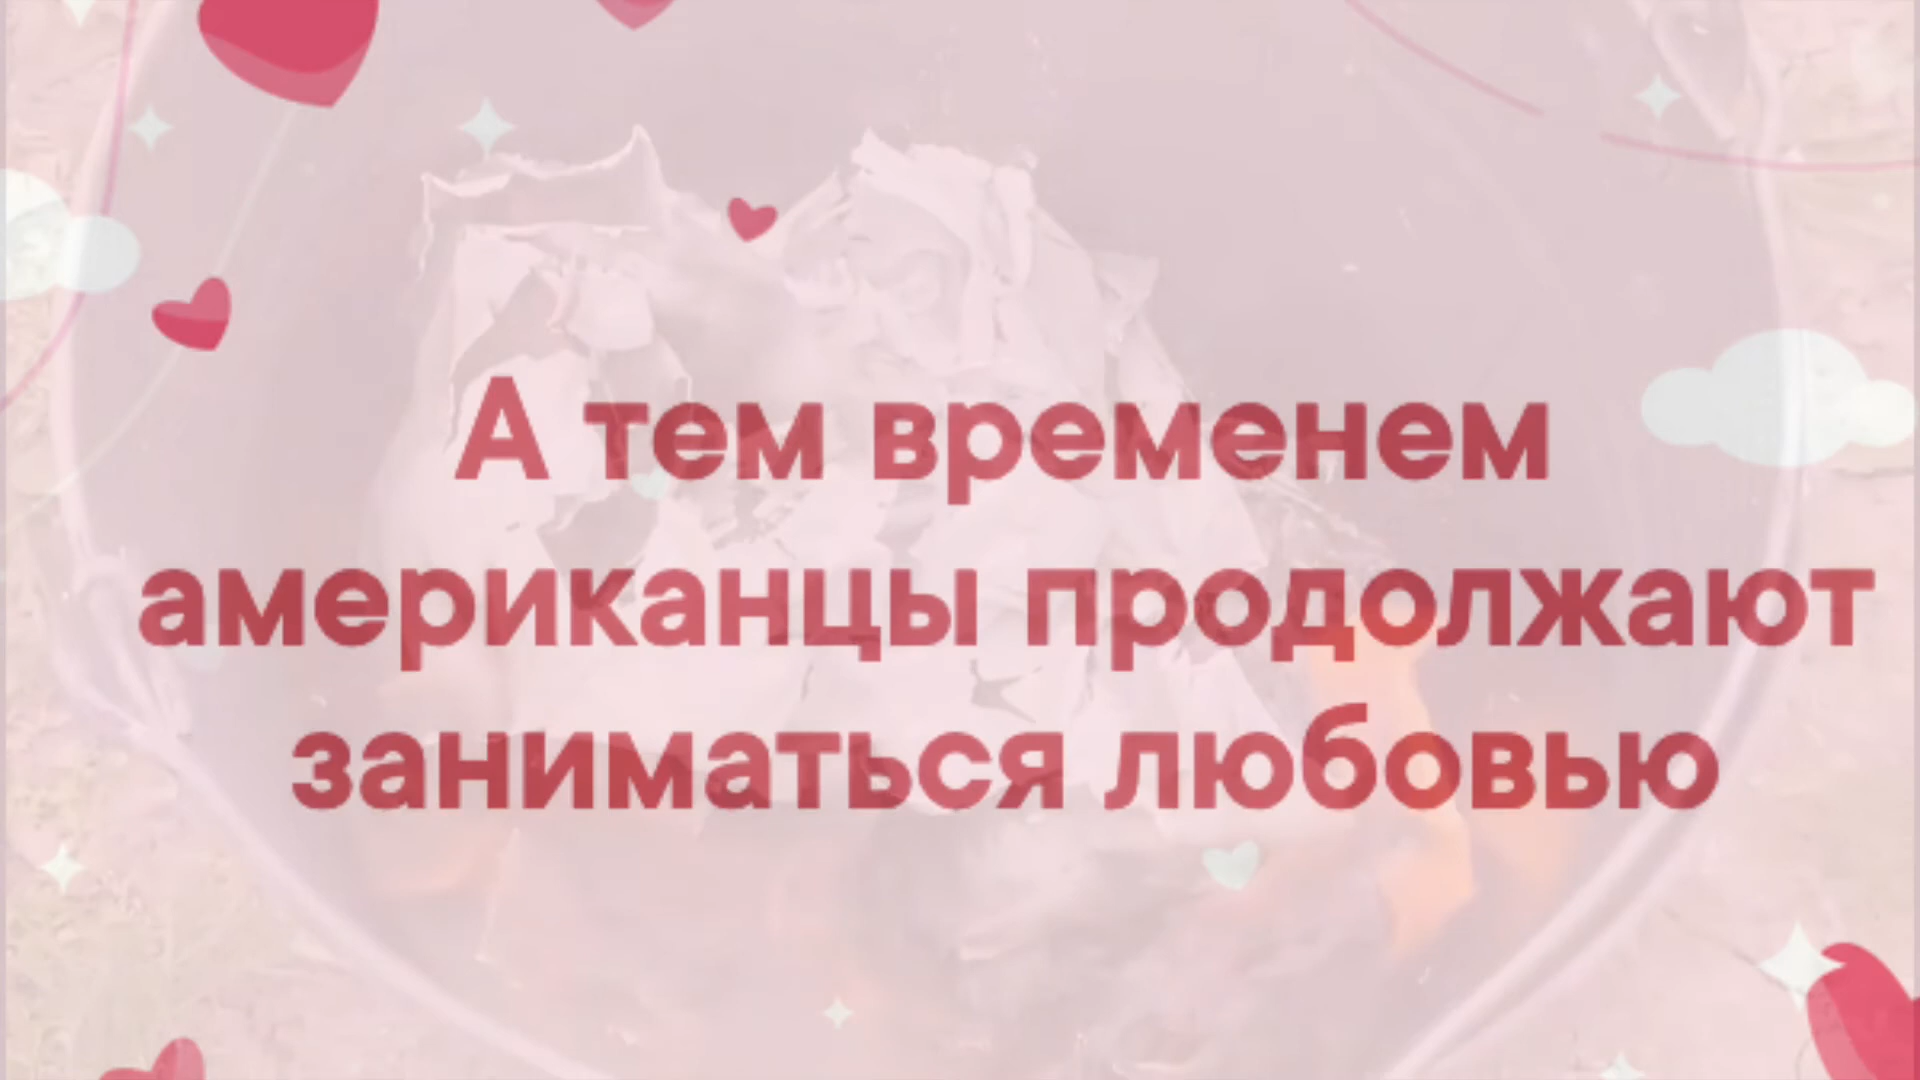 А тем временем
американцы продолжают
заниматься любовью